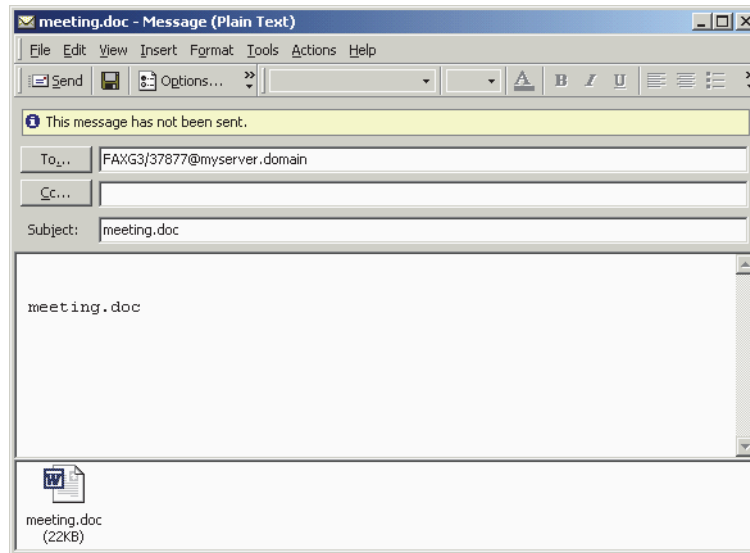 meeting.doc - Message (Plain Text)
File Edit View Insert Format Tools Actions Help
Send Options... A B I U
This message has not been sent.
To... FAXG3/37877@myserver.domain
Cc...
Subject: meeting.doc
meeting.doc
W
meeting.doc
(22KB)